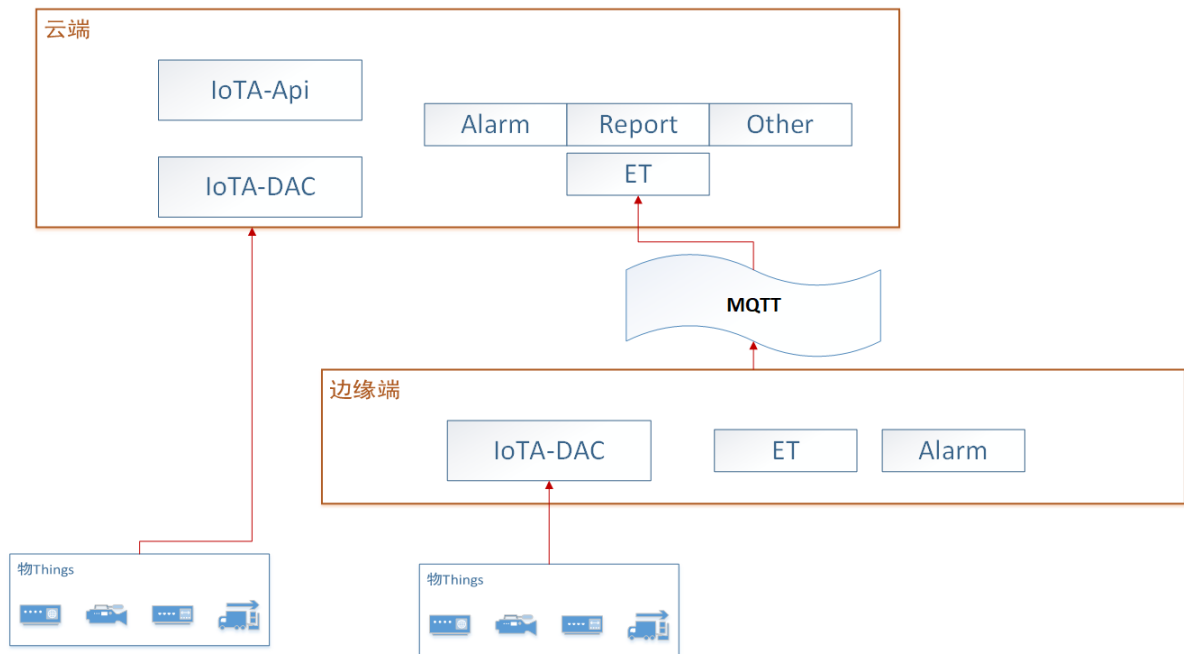 云端
IoTA-Api
Alarm
Report
Other
IoTA-DAC
ET
MQTT
边缘端
IoTA-DAC
ET
Alarm
物Things
物Things